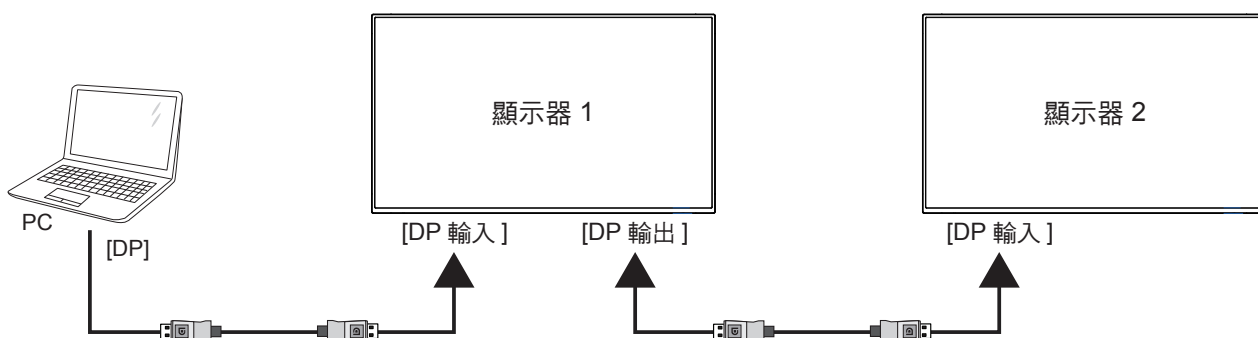 顯示器 1
顯示器 2
PC
[DP]
[DP 輸入 ]
[DP 輸出 ]
[DP 輸入 ]